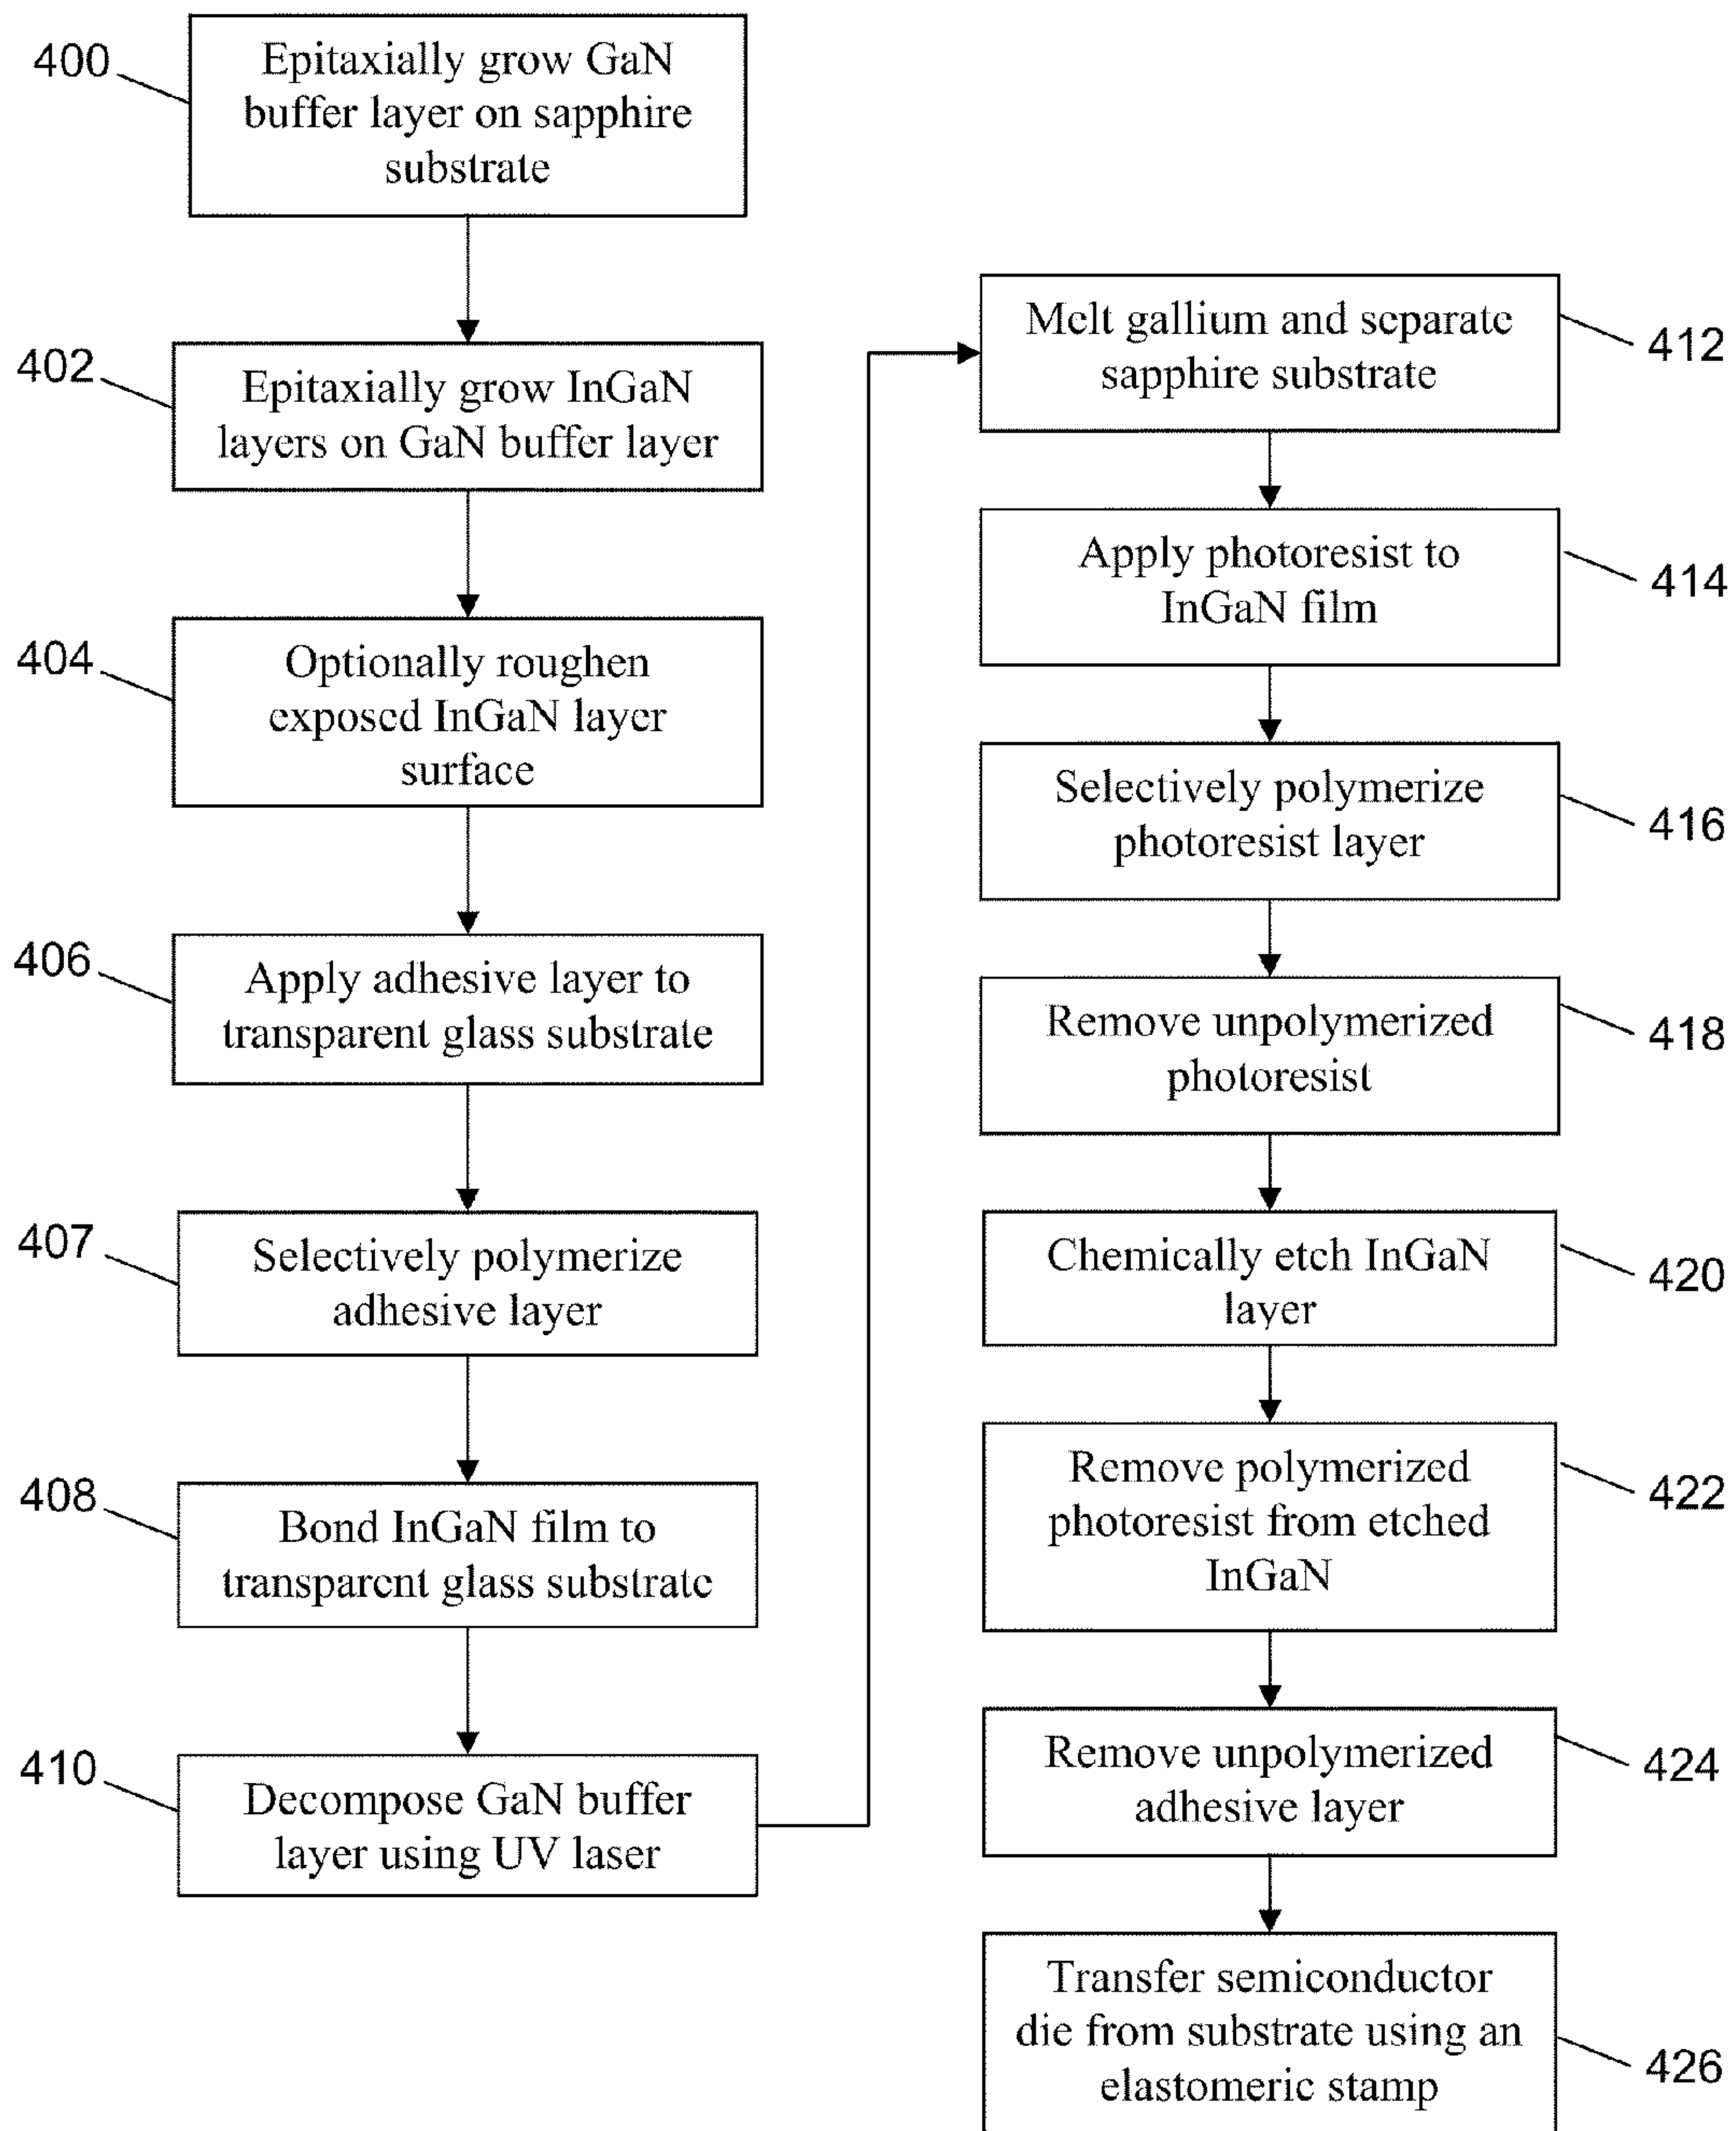 400
Epitaxially grow GaN
buffer layer on sapphire
substrate
402
Epitaxially grow InGaN
layers on GaN buffer layer
404
Optionally roughen
exposed InGaN layer
surface
406
Apply adhesive layer to
transparent glass substrate
407
Selectively polymerize
adhesive layer
408
Bond InGaN film to
transparent glass substrate
410
Decompose GaN buffer
layer using UV laser
Melt gallium and separate
sapphire substrate
412
Apply photoresist to
InGaN film
414
Selectively polymerize
photoresist layer
416
Remove unpolymerized
photoresist
418
Chemically etch InGaN
layer
420
Remove polymerized
photoresist from etched
InGaN
422
Remove unpolymerized
adhesive layer
424
Transfer semiconductor
die from substrate using an
elastomeric stamp
426